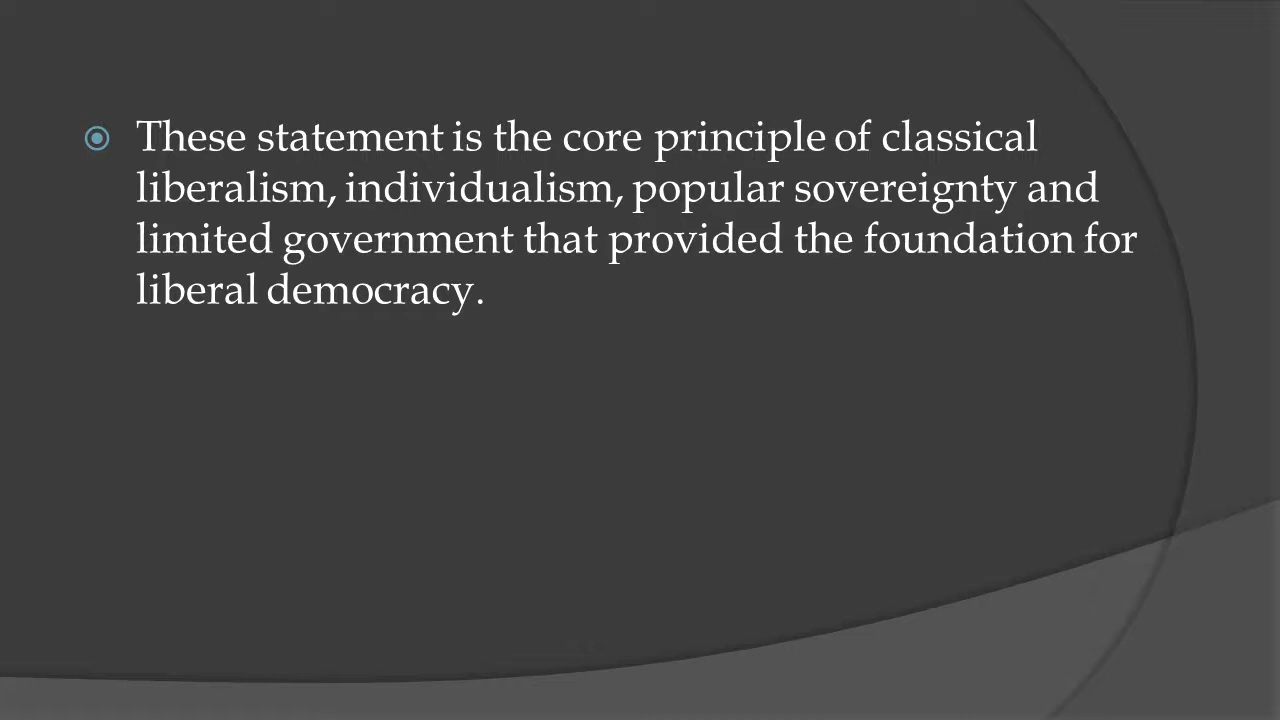 These statement is the core principle of classical
liberalism, individualism, popular sovereignty and
limited government that provided the foundation for
liberal democracy.